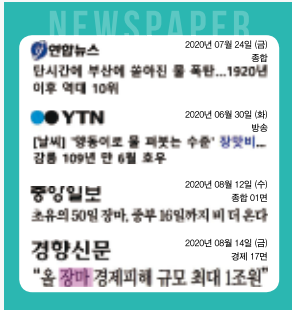 NEWSPAPER
연합뉴스
2020년 07월 24일 (금)
종합
단시간에 부산에 쏟아진 물 폭탄...1920년
이후 역대 10위
YTN
2020년 06월 30일 (화)
방송
[날씨] '양동이로 물 퍼붓는 수준' 장맛비...
강릉 109년 만 6월 호우
중앙일보
2020년 08월 12일 (수)
종합 01면
초유의 50일 장마, 중부 16일까지 비 더 온다
경향신문
2020년 08월 14일 (금)
경제 17면
“올 장마 경제피해 규모 최대 1조원”